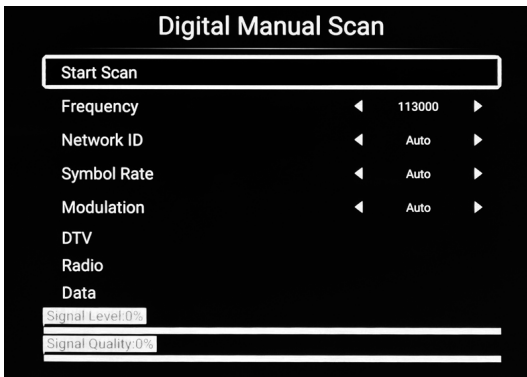 Digital Manual Scan
Start Scan
Frequency 113000
Network ID Auto
Symbol Rate Auto
Modulation Auto
DTV
Radio
Data
Signal Level:0%
Signal Quality:0%